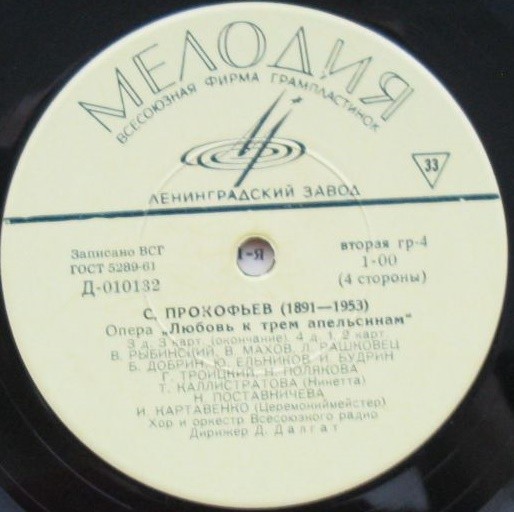 МЕЛОДИЯ
ВСЕСОЮЗНАЯ ФИРМА ГРАМПЛАСТИНОК
33
ЛЕНИНГРАДСКИЙ ЗАВОД
Записано ВСГ
ГОСТ 5289-61
Д-010132
1-я
вторая гр-4
1-00
(4 стороны)
С. ПРОКОФЬЕВ (1891—1953)
Опера „Любовь к трем апельсинам"
3 д. 3 карт. (окончание) 4 д. 1, 2 карт.
В. РЫБИНСКИЙ, В. МАХОВ, Л. РАШКОВЕЦ
Б. ДОБРИН, Ю. ЕЛЬНИКОВ, И. БУДРИН
Г. ТРОИЦКИЙ, Н. ПОЛЯКОВА
Т. КАЛЛИСТРАТОВА (Нинетта)
Н. ПОСТАВНИЧЕВА
И. КАРТАВЕНКО (Церемониймейстер)
Хор и оркестр Всесоюзного радио
Дирижер Д. Далгат